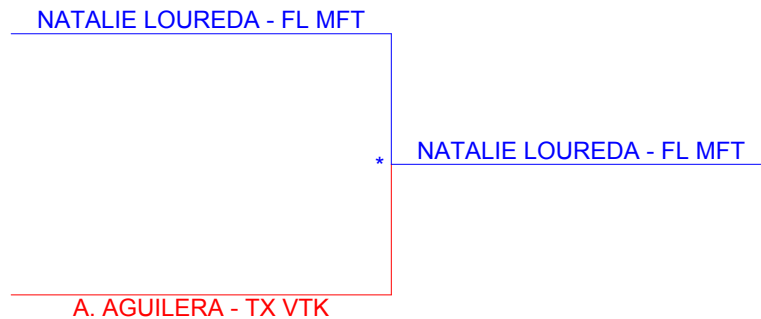 NATALIE LOUREDA - FL MFT
* NATALIE LOUREDA - FL MFT
A. AGUILERA - TX VTK